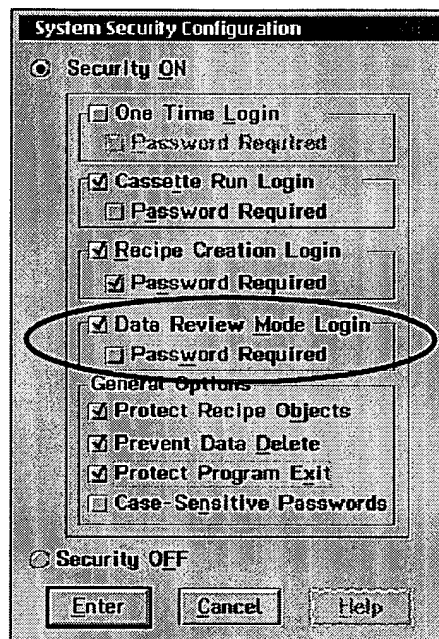 System Security Configuration
Security ON
One Time Login
Password Required
Cassette Run Login
Password Required
Recipe Creation Login
Password Required
Data Review Mode Login
Password Required
General Options
Protect Recipe Objects
Prevent Data Delete
Protect Program Exit
Case-Sensitive Passwords
Security OFF
Enter Cancel Help